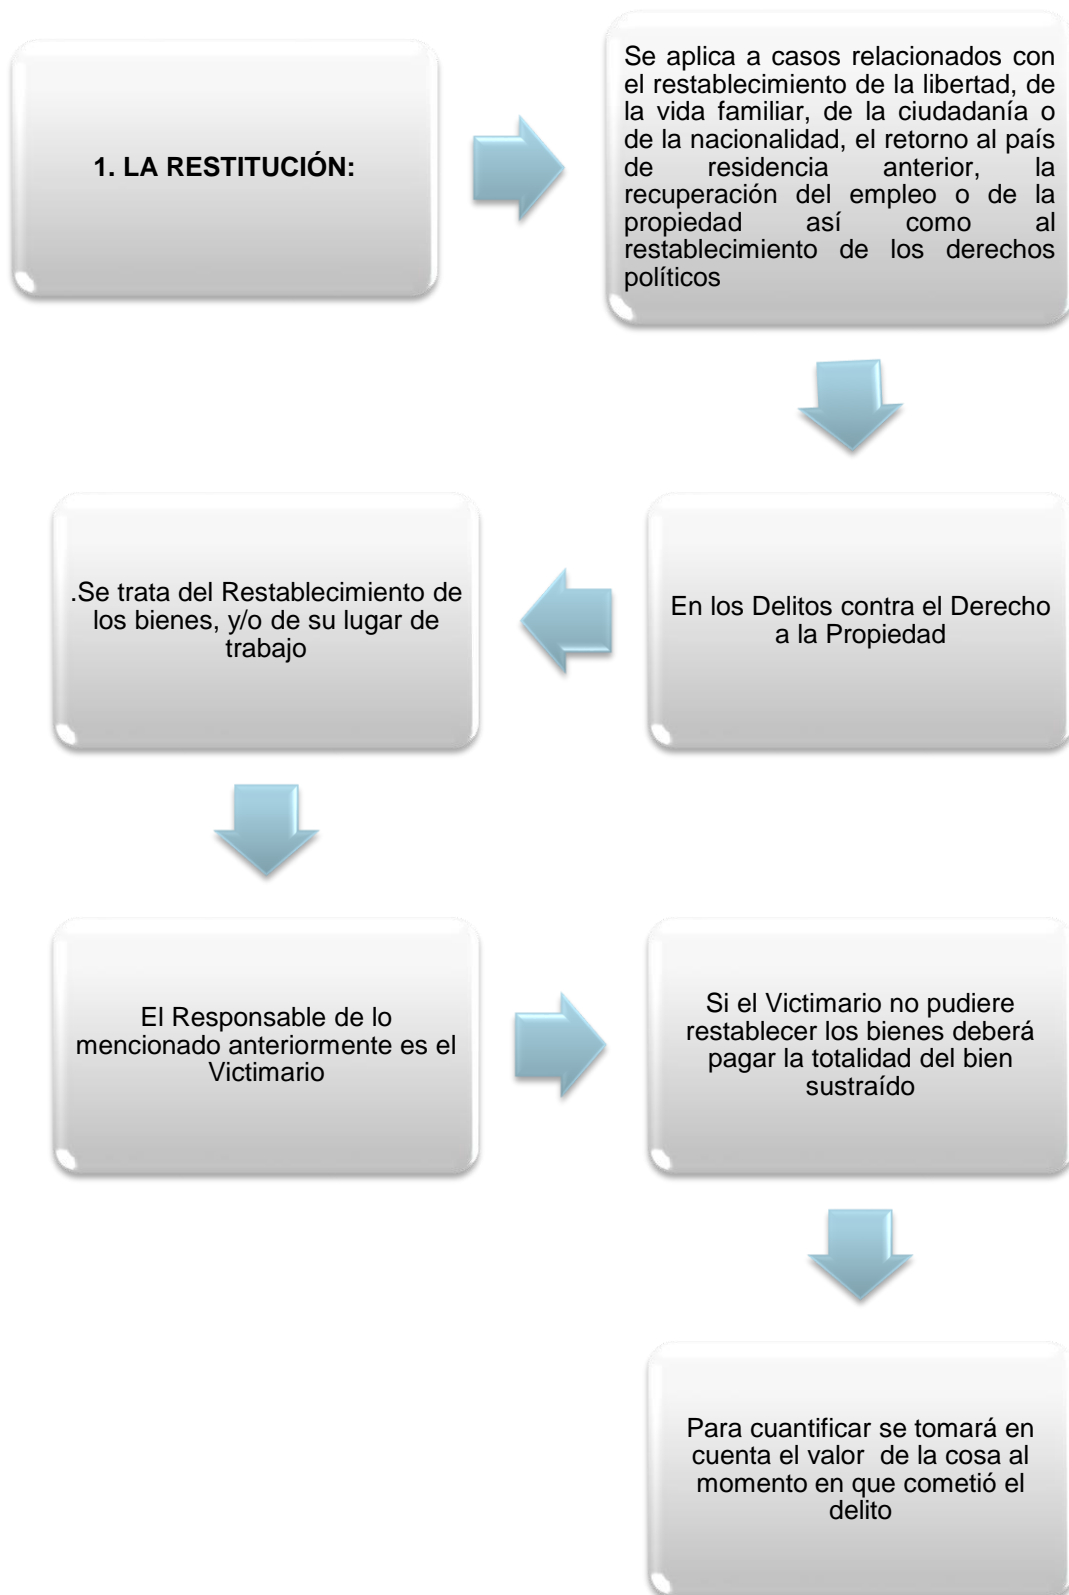 1. LA RESTITUCIÓN:
Se aplica a casos relacionados con
el restablecimiento de la libertad, de
la vida familiar, de la ciudadanía o
de la nacionalidad, el retorno al país
de residencia anterior, la
recuperación del empleo o de la
propiedad así como al
restablecimiento de los derechos
políticos
En los Delitos contra el Derecho
a la Propiedad
.Se trata del Restablecimiento de
los bienes, y/o de su lugar de
trabajo
El Responsable de lo
mencionado anteriormente es el
Victimario
Si el Victimario no pudiere
restablecer los bienes deberá
pagar la totalidad del bien
sustraído
Para cuantificar se tomará en
cuenta el valor  de la cosa al
momento en que cometió el
delito